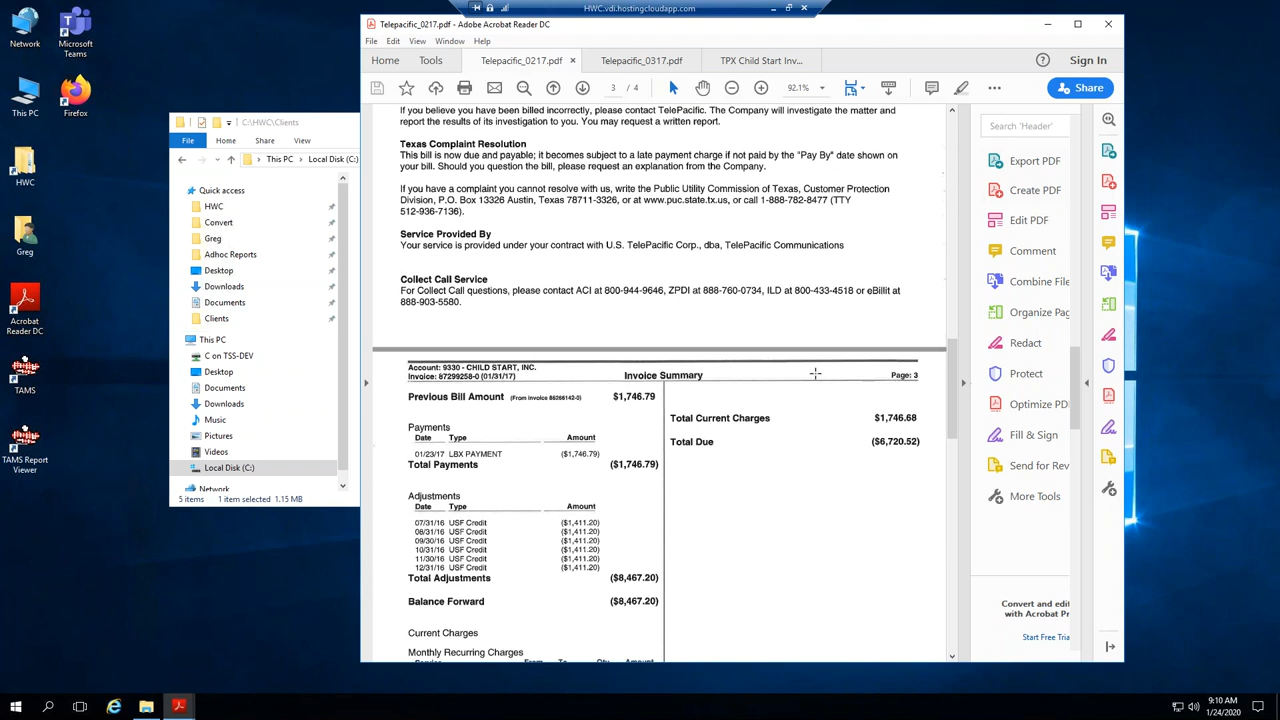 HWC.vdi.hostingcloudapp.com
Network
Microsoft
Teams
This PC
Firefox
HWC
Greg
Acrobat
Reader DC
TAMS
TAMS Report
Viewer
C:\HWC\Clients
File Home Share View
This PC Local Disk (C:)
Quick access
HWC
Convert
Greg
Adhoc Reports
Desktop
Downloads
Documents
Clients
This PC
C on TSS-DEV
Desktop
Documents
Downloads
Music
Pictures
Videos
Local Disk (C:)
Network
5 items 1 item selected 1.15 MB
Telepacific_0217.pdf - Adobe Acrobat Reader DC
File Edit View Window Help
Home Tools Telepacific_0217.pdf Telepacific_0317.pdf TPX Child Start Inv... Sign In
3 / 4 92.1% Share
If you believe you have been billed incorrectly, please contact TelePacific. The Company will investigate the matter and
report the results of its investigation to you. You may request a written report.
Texas Complaint Resolution
This bill is now due and payable; it becomes subject to a late payment charge if not paid by the "Pay By" date shown on
your bill. Should you question the bill, please request an explanation from the Company.
If you have a complaint you cannot resolve with us, write the Public Utility Commission of Texas, Customer Protection
Division, P.O. Box 13326 Austin, Texas 78711-3326, or at www.puc.state.tx.us, or call 1-888-782-8477 (TTY
512-936-7136).
Service Provided By
Your service is provided under your contract with U.S. TelePacific Corp., dba, TelePacific Communications
Collect Call Service
For Collect Call questions, please contact ACI at 800-944-9646, ZPDI at 888-760-0734, ILD at 800-433-4518 or eBillit at
888-903-5580.
Account: 9330 - CHILD START, INC.
Invoice: 87299258-0 (01/31/17) Invoice Summary Page: 3
Previous Bill Amount (From Invoice 86266142-0) $1,746.79
Payments
Date Type Amount
01/23/17 LBX PAYMENT ($1,746.79)
Total Payments ($1,746.79)
Adjustments
Date Type Amount
07/31/16 USF Credit ($1,411.20)
08/31/16 USF Credit ($1,411.20)
09/30/16 USF Credit ($1,411.20)
10/31/16 USF Credit ($1,411.20)
11/30/16 USF Credit ($1,411.20)
12/31/16 USF Credit ($1,411.20)
Total Adjustments ($8,467.20)
Balance Forward ($8,467.20)
Current Charges
Monthly Recurring Charges
Service From To Qty Amount
Total Current Charges $1,746.68
Total Due ($6,720.52)
Search 'Header'
Export PDF
Create PDF
Edit PDF
Comment
Combine File
Organize Pag
Redact
Protect
Optimize PD
Fill & Sign
Send for Rev
More Tools
Convert and edit
with Acrobat Pr
Start Free Tria
9:10 AM
1/24/2020